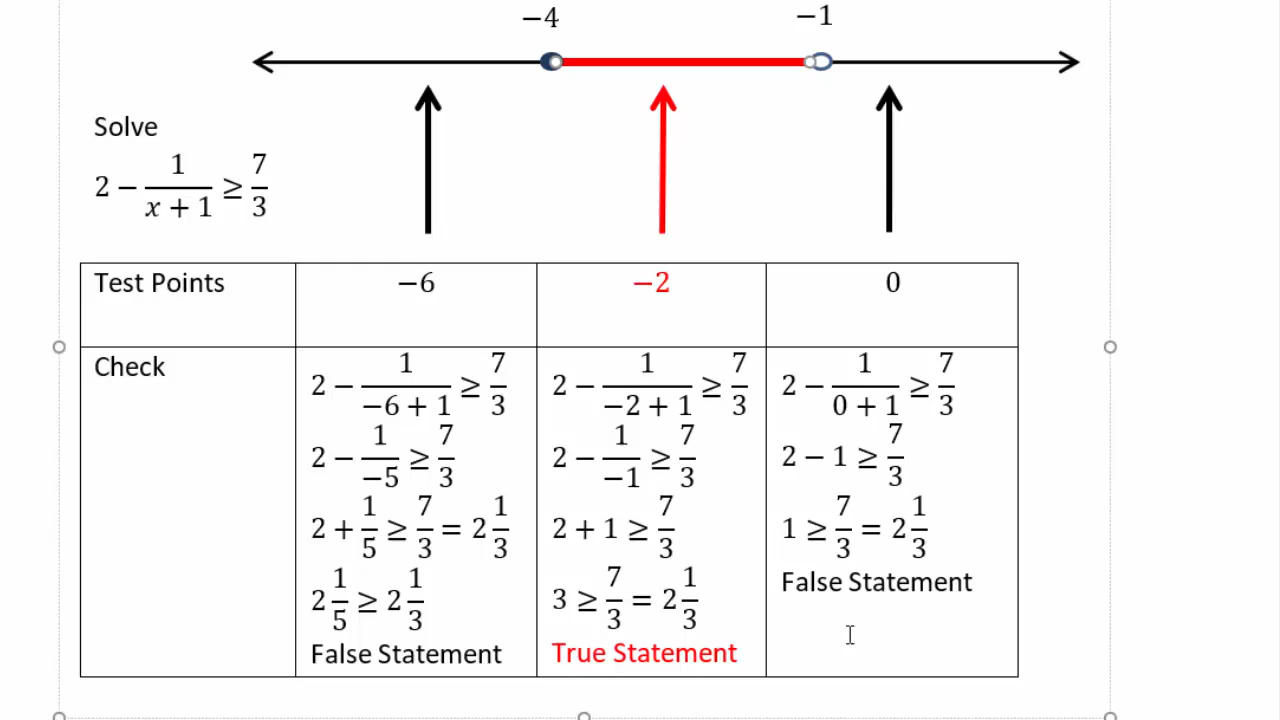 −4 −1
Solve
2 − 1/(x + 1) ≥ 7/3
Test Points −6 −2 0
Check
2 − 1/(−6 + 1) ≥ 7/3
2 − 1/(−5) ≥ 7/3
2 + 1/5 ≥ 7/3 = 2 1/3
2 1/5 ≥ 2 1/3
False Statement
2 − 1/(−2 + 1) ≥ 7/3
2 − 1/(−1) ≥ 7/3
2 + 1 ≥ 7/3
3 ≥ 7/3 = 2 1/3
True Statement
2 − 1/(0 + 1) ≥ 7/3
2 − 1 ≥ 7/3
1 ≥ 7/3 = 2 1/3
False Statement